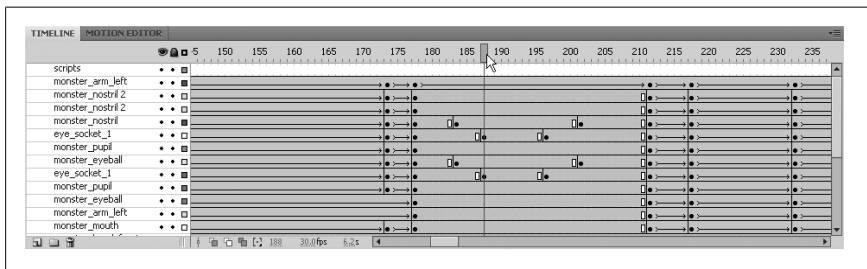 TIMELINE MOTION EDITOR
5 150 155 160 165 170 175 180 185 190 195 200 205 210 215 220 225 230 235
scripts
monster_arm_left
monster_nostril 2
monster_nostril 2
monster_nostril
eye_socket_1
monster_pupil
monster_eyeball
eye_socket_1
monster_pupil
monster_eyeball
monster_arm_left
monster_mouth
188 30.0fps 6.2s